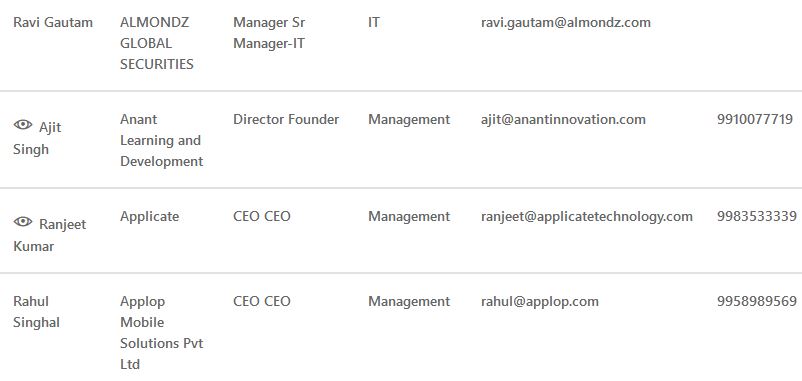 Ravi Gautam ALMONDZ Manager Sr IT ravi.gautam@almondz.com
GLOBAL Manager-IT
SECURITIES
Ajit Anant Director Founder Management ajit@anantinnovation.com 9910077719
Singh Learning and
Development
Ranjeet Applicate CEO CEO Management ranjeet@applicatetechnology.com 9983533339
Kumar
Rahul Applop CEO CEO Management rahul@applop.com 9958989569
Singhal Mobile
Solutions Pvt
Ltd